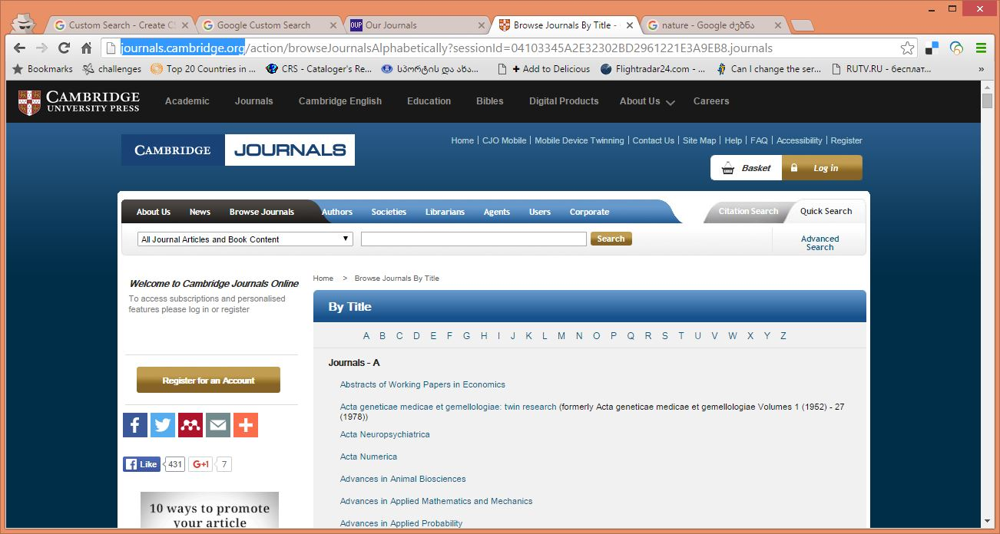 Custom Search - Create CS
Google Custom Search
OUP Our Journals
Browse Journals By Title -
nature - Google ძებნა
journals.cambridge.org/action/browseJournalsAlphabetically?sessionId=04103345A2E32302BD2961221E3A9EB8.journals
Bookmarks
challenges
Top 20 Countries in ...
CRS - Cataloger's Re...
სპორტის და ახა...
+ Add to Delicious
Flightradar24.com - ...
Can I change the ser...
RUTV.RU - бесплат...
»
CAMBRIDGE
UNIVERSITY PRESS
Academic
Journals
Cambridge English
Education
Bibles
Digital Products
About Us
Careers
CAMBRIDGE JOURNALS
Home | CJO Mobile | Mobile Device Twinning | Contact Us | Site Map | Help | FAQ | Accessibility | Register
Basket
Log in
About Us
News
Browse Journals
Authors
Societies
Librarians
Agents
Users
Corporate
Citation Search
Quick Search
All Journal Articles and Book Content
Search
Advanced
Search
Welcome to Cambridge Journals Online
To access subscriptions and personalised
features please log in or register
Register for an Account
Like 431
G+1 7
10 ways to promote
your article
Home > Browse Journals By Title
By Title
A B C D E F G H I J K L M N O P Q R S T U V W X Y Z
Journals - A
Abstracts of Working Papers in Economics
Acta geneticae medicae et gemellologiae: twin research (formerly Acta geneticae medicae et gemellologiae Volumes 1 (1952) - 27
(1978))
Acta Neuropsychiatrica
Acta Numerica
Advances in Animal Biosciences
Advances in Applied Mathematics and Mechanics
Advances in Applied Probability